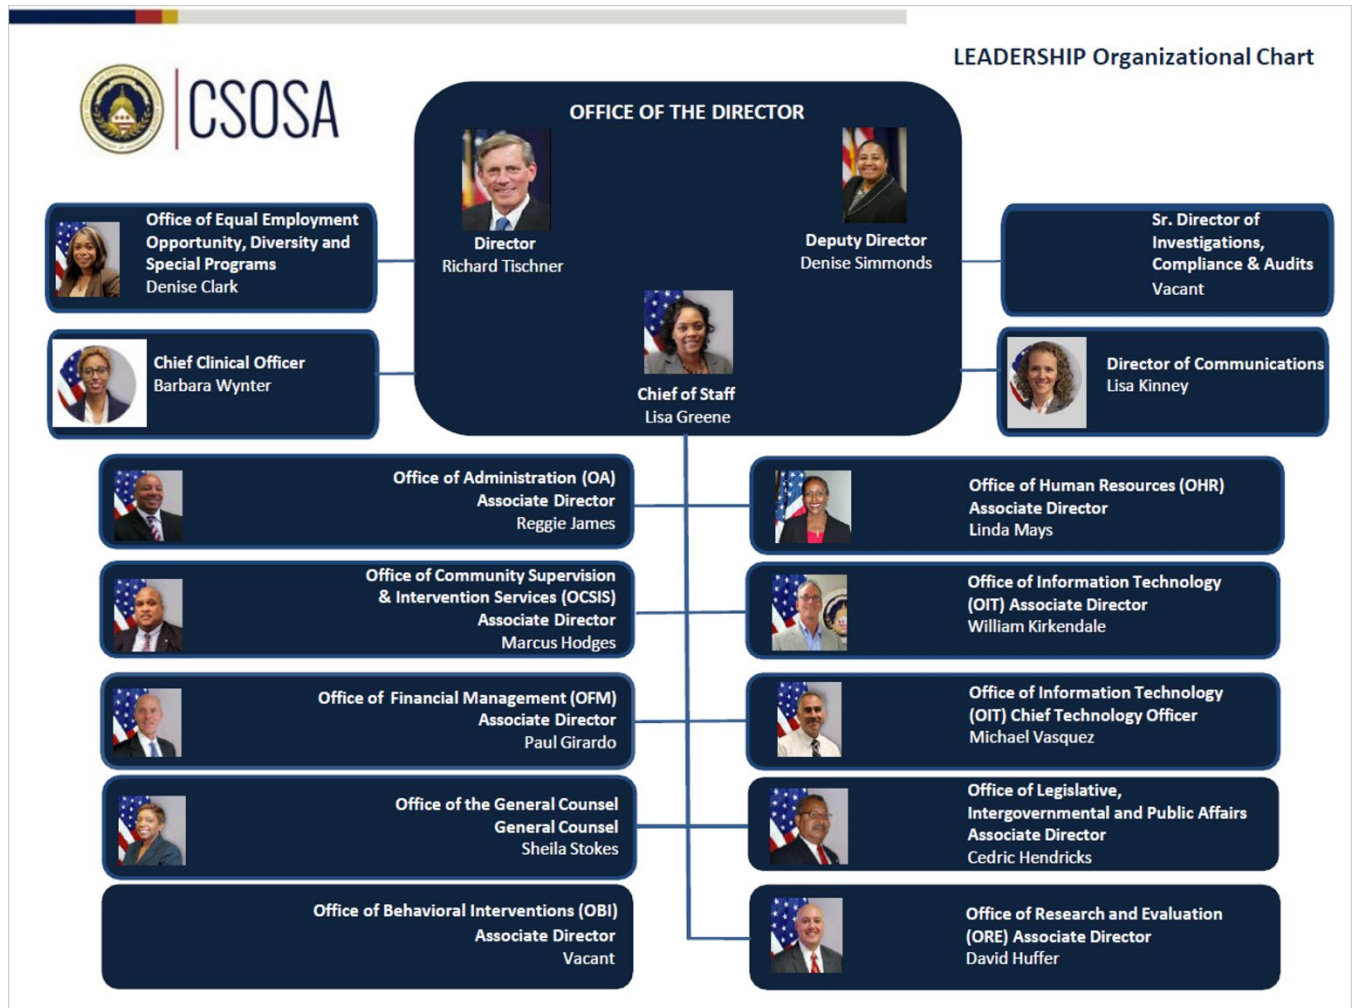 LEADERSHIP Organizational Chart
CSOSA
OFFICE OF THE DIRECTOR
Director
Richard Tischner
Deputy Director
Denise Simmonds
Chief of Staff
Lisa Greene
Office of Equal Employment
Opportunity, Diversity and
Special Programs
Denise Clark
Sr. Director of
Investigations,
Compliance & Audits
Vacant
Chief Clinical Officer
Barbara Wynter
Director of Communications
Lisa Kinney
Office of Administration (OA)
Associate Director
Reggie James
Office of Human Resources (OHR)
Associate Director
Linda Mays
Office of Community Supervision
& Intervention Services (OCSIS)
Associate Director
Marcus Hodges
Office of Information Technology
(OIT) Associate Director
William Kirkendale
Office of Financial Management (OFM)
Associate Director
Paul Girardo
Office of Information Technology
(OIT) Chief Technology Officer
Michael Vasquez
Office of the General Counsel
General Counsel
Sheila Stokes
Office of Legislative,
Intergovernmental and Public Affairs
Associate Director
Cedric Hendricks
Office of Behavioral Interventions (OBI)
Associate Director
Vacant
Office of Research and Evaluation
(ORE) Associate Director
David Huffer